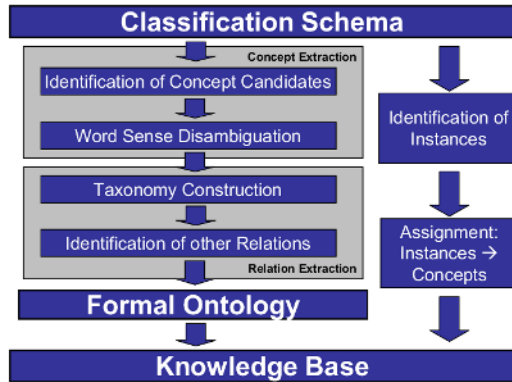 Classification Schema
Concept Extraction
Identification of Concept Candidates
Word Sense Disambiguation
Taxonomy Construction
Identification of other Relations
Relation Extraction
Formal Ontology
Identification of
Instances
Assignment:
Instances →
Concepts
Knowledge Base